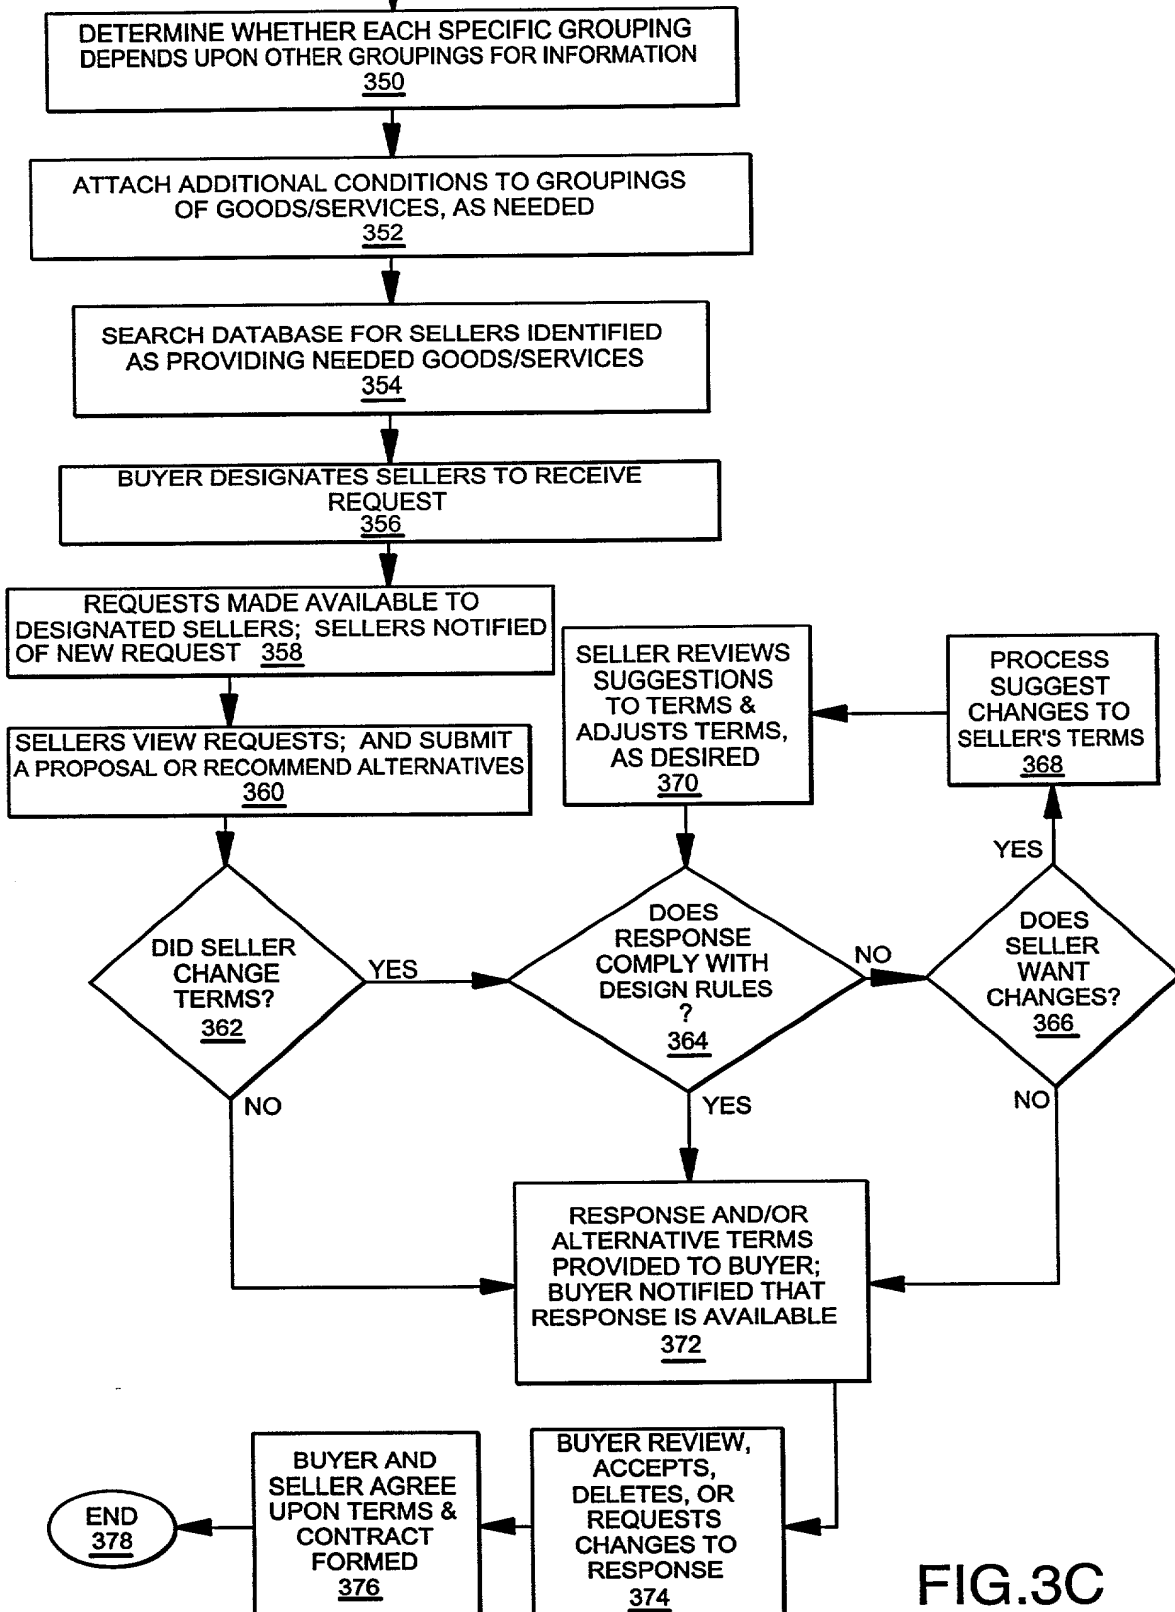 DETERMINE WHETHER EACH SPECIFIC GROUPING
DEPENDS UPON OTHER GROUPINGS FOR INFORMATION
350
ATTACH ADDITIONAL CONDITIONS TO GROUPINGS
OF GOODS/SERVICES, AS NEEDED
352
SEARCH DATABASE FOR SELLERS IDENTIFIED
AS PROVIDING NEEDED GOODS/SERVICES
354
BUYER DESIGNATES SELLERS TO RECEIVE
REQUEST
356
REQUESTS MADE AVAILABLE TO
DESIGNATED SELLERS; SELLERS NOTIFIED
OF NEW REQUEST 358
SELLERS VIEW REQUESTS; AND SUBMIT
A PROPOSAL OR RECOMMEND ALTERNATIVES
360
DID SELLER
CHANGE
TERMS?
362
YES
NO
SELLER REVIEWS
SUGGESTIONS
TO TERMS &
ADJUSTS TERMS,
AS DESIRED
370
DOES
RESPONSE
COMPLY WITH
DESIGN RULES
?
364
NO
YES
PROCESS
SUGGEST
CHANGES TO
SELLER'S TERMS
368
YES
DOES
SELLER
WANT
CHANGES?
366
NO
RESPONSE AND/OR
ALTERNATIVE TERMS
PROVIDED TO BUYER;
BUYER NOTIFIED THAT
RESPONSE IS AVAILABLE
372
BUYER REVIEW,
ACCEPTS,
DELETES, OR
REQUESTS
CHANGES TO
RESPONSE
374
BUYER AND
SELLER AGREE
UPON TERMS &
CONTRACT
FORMED
376
END
378
FIG.3C